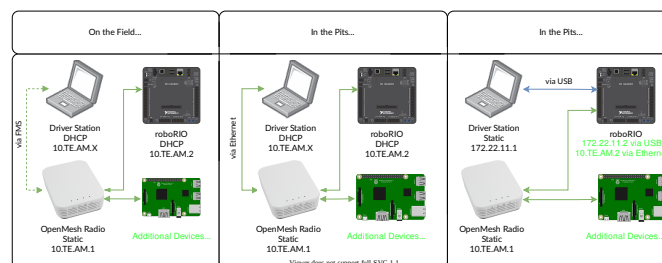 On the Field...
In the Pits...
In the Pits...
via FMS
Driver Station
DHCP
10.TE.AM.X
roboRIO
DHCP
10.TE.AM.2
OpenMesh Radio
Static
10.TE.AM.1
Additional Devices...
via Ethernet
Driver Station
DHCP
10.TE.AM.X
roboRIO
DHCP
10.TE.AM.2
OpenMesh Radio
Static
10.TE.AM.1
Additional Devices...
via USB
Driver Station
Static
172.22.11.1
roboRIO
172.22.11.2 via USB
10.TE.AM.2 via Ethern
OpenMesh Radio
Static
10.TE.AM.1
Additional Devices...
Viewer does not support full SVG 1.1